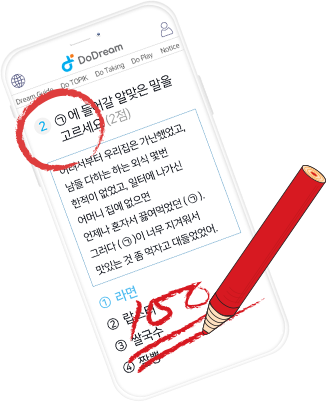 DoDream
Dream Guide Do TOPIK Do Talking Do Play Notice
2 ㉠에 들어갈 알맞은 말을
고르세요 (2점)
어려서부터 우리집은 가난했었고,
남들 다하는 하는 외식 몇번
한적이 없었고, 일터에 나가신
어머니 집에 없으면
언제나 혼자서 끓여먹었던 (㉠).
그러다 (㉠)이 너무 지겨워서
맛있는 것 좀 먹자고 대들었었어.
① 라면
②
③ 쌀국수
④ 짬뽕